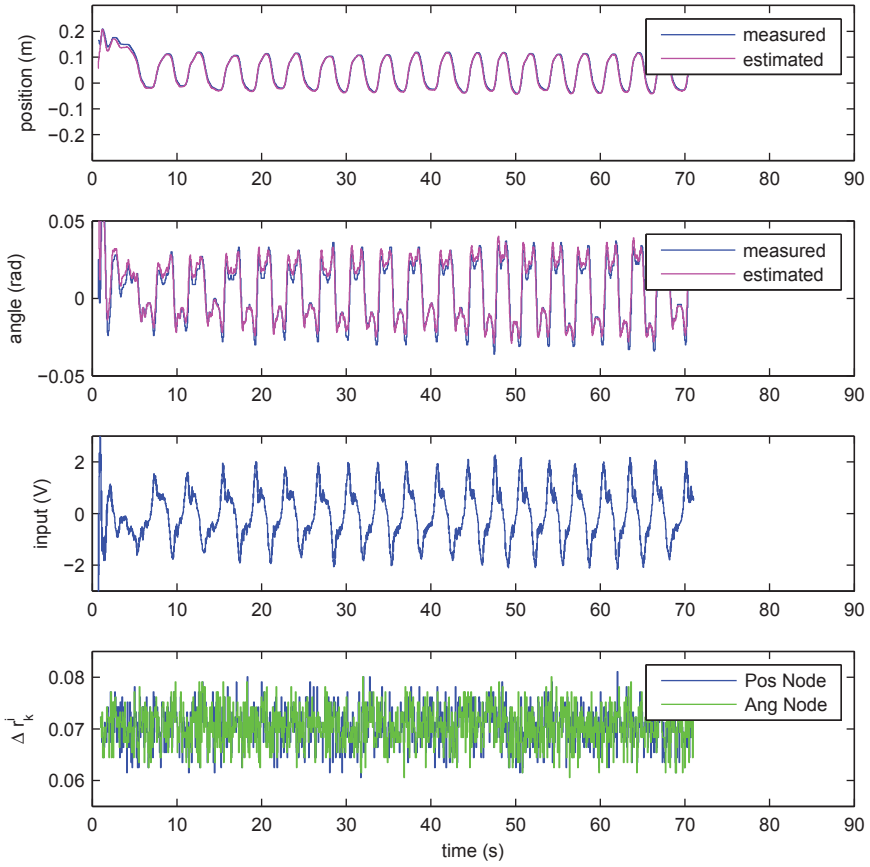 position (m)
0.2
0.1
0
−0.1
−0.2
measured
estimated
0 10 20 30 40 50 60 70 80 90
angle (rad)
0.05
0
−0.05
measured
estimated
0 10 20 30 40 50 60 70 80 90
input (V)
2
0
−2
0 10 20 30 40 50 60 70 80 90
Δ r_k^j
0.08
0.07
0.06
Pos Node
Ang Node
0 10 20 30 40 50 60 70 80 90
time (s)